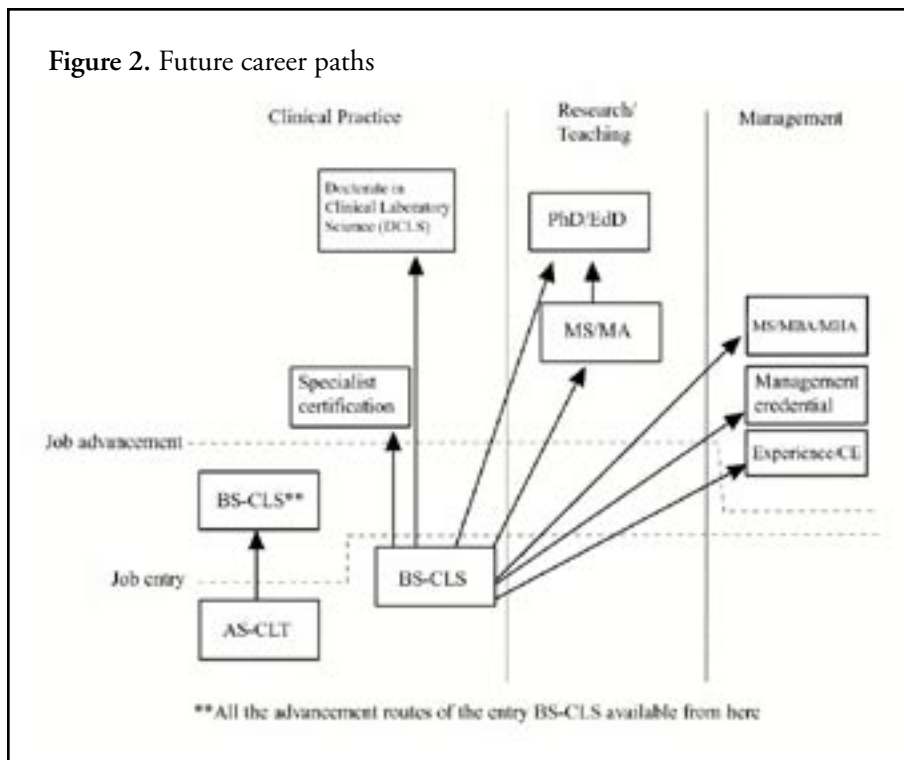 Figure 2. Future career paths
Clinical Practice
Research/
Teaching
Management
Doctorate in
Clinical Laboratory
Science (DCLS)
PhD/EdD
MS/MA
MS/MBA/MHA
Specialist
certification
Management
credential
Job advancement
Experience/CE
BS-CLS**
BS-CLS
Job entry
AS-CLT
**All the advancement routes of the entry BS-CLS available from here